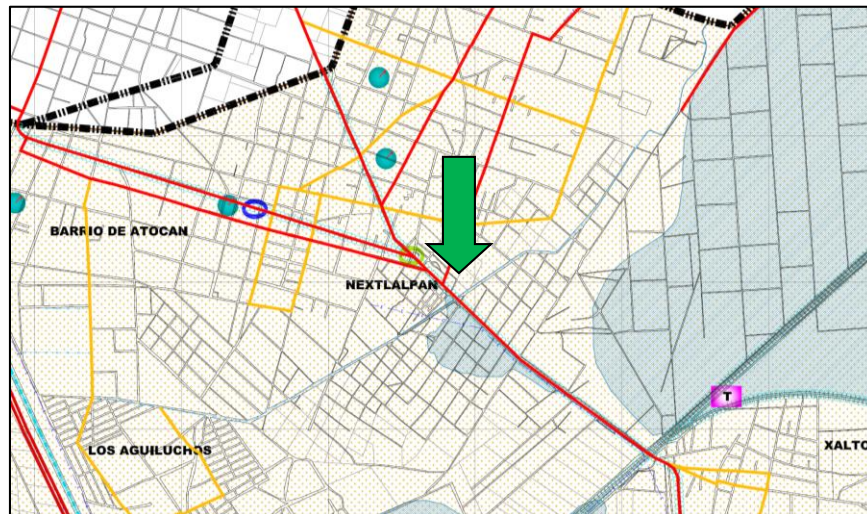 BARRIO DE ATOCAN
NEXTLALPAN
T
LOS AGUILUCHOS
XALTO